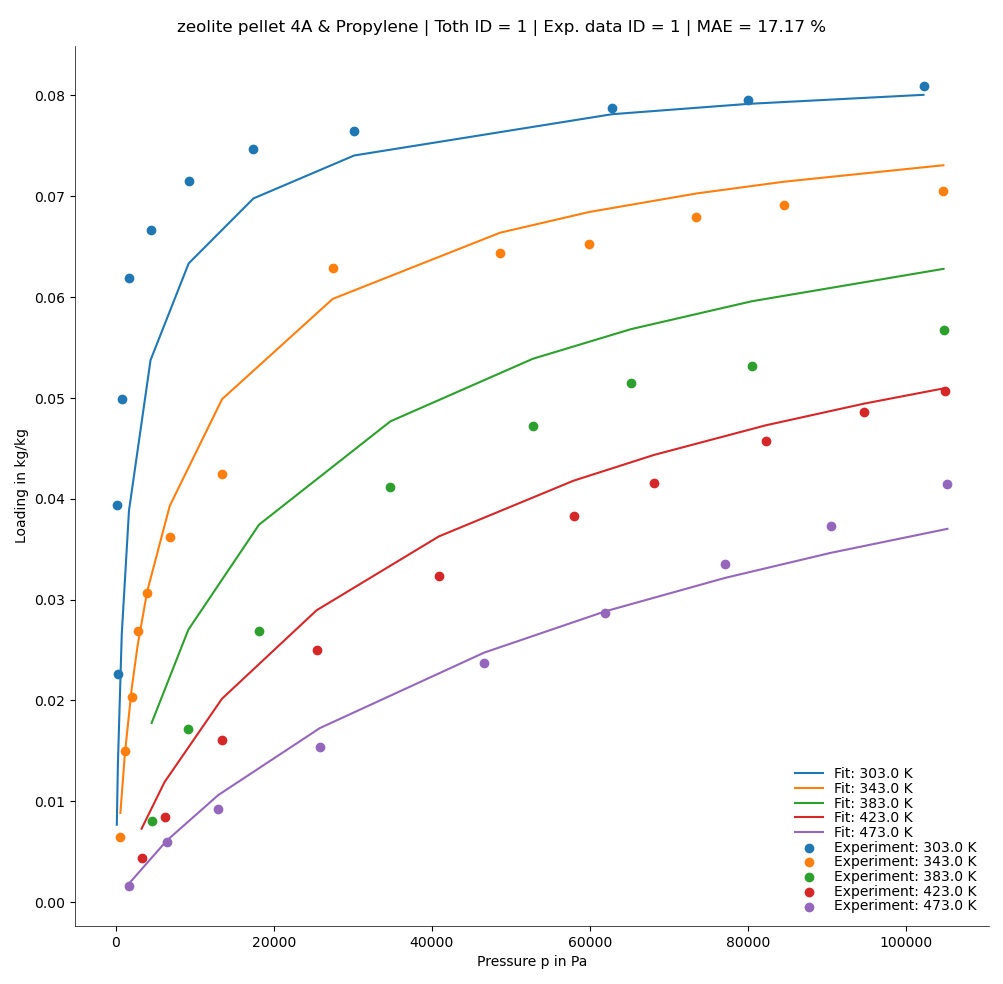 zeolite pellet 4A & Propylene | Toth ID = 1 | Exp. data ID = 1 | MAE = 17.17 %
0.08
0.07
0.06
0.05
0.04
0.03
0.02
0.01
0.00
Loading in kg/kg
0
20000
40000
60000
80000
100000
Pressure p in Pa
Fit: 303.0 K
Fit: 343.0 K
Fit: 383.0 K
Fit: 423.0 K
Fit: 473.0 K
Experiment: 303.0 K
Experiment: 343.0 K
Experiment: 383.0 K
Experiment: 423.0 K
Experiment: 473.0 K